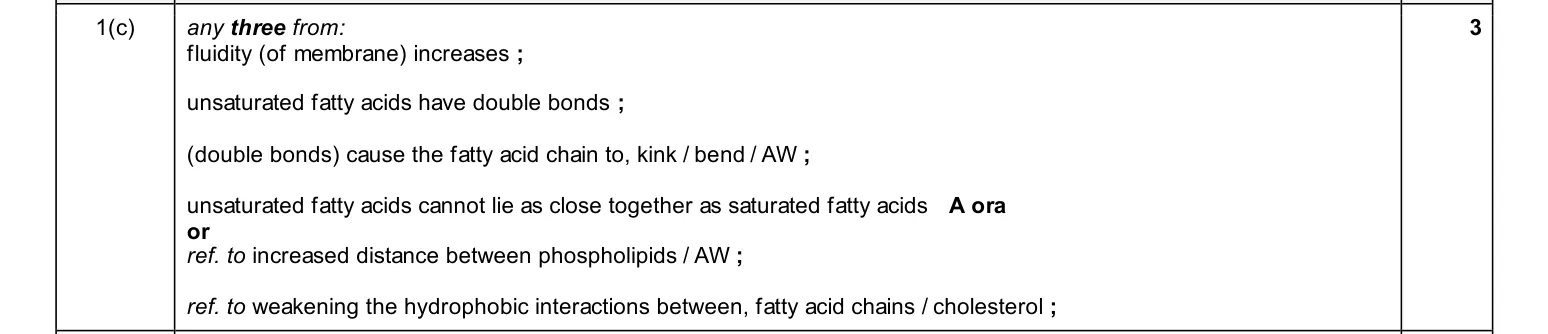 1(c) any three from: 3
fluidity (of membrane) increases ;
unsaturated fatty acids have double bonds ;
(double bonds) cause the fatty acid chain to, kink / bend / AW ;
unsaturated fatty acids cannot lie as close together as saturated fatty acids A ora
or
ref. to increased distance between phospholipids / AW ;
ref. to weakening the hydrophobic interactions between, fatty acid chains / cholesterol ;